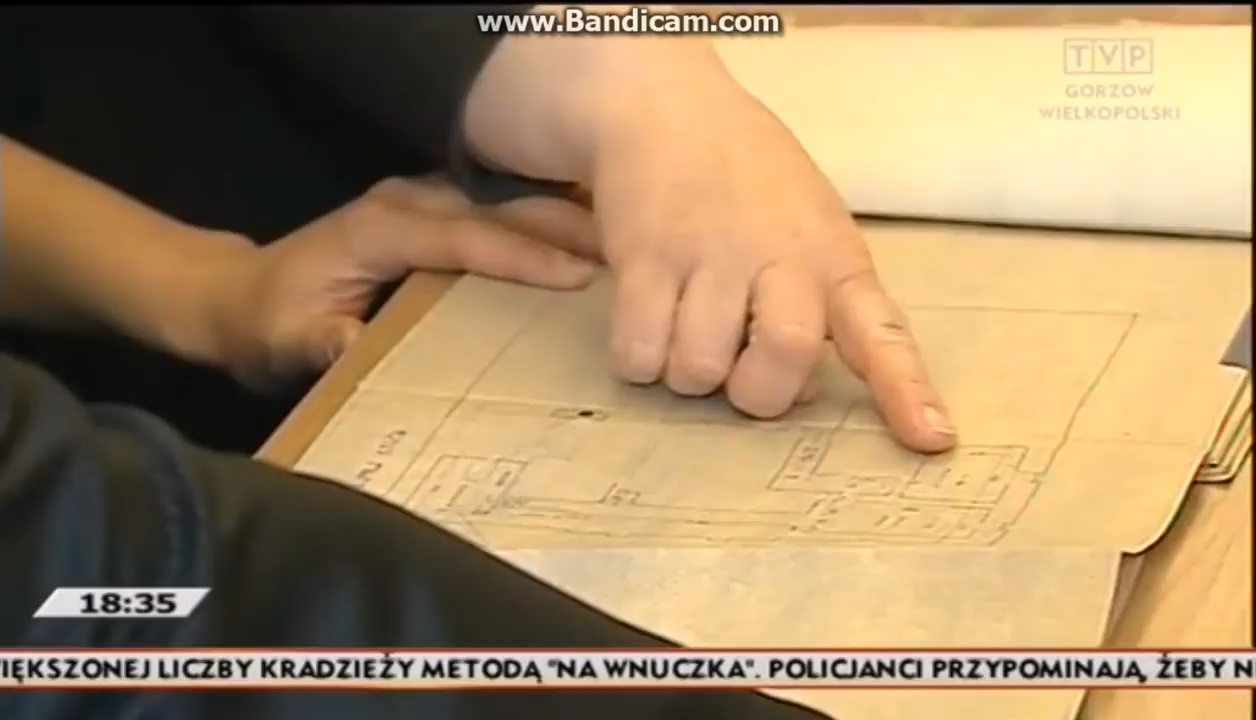 www.Bandicam.com
TVP
GORZÓW
WIELKOPOLSKI
18:35
IĘKSZONEJ LICZBY KRADZIEŻY METODĄ "NA WNUCZKA". POLICJANCI PRZYPOMINAJĄ, ŻEBY N